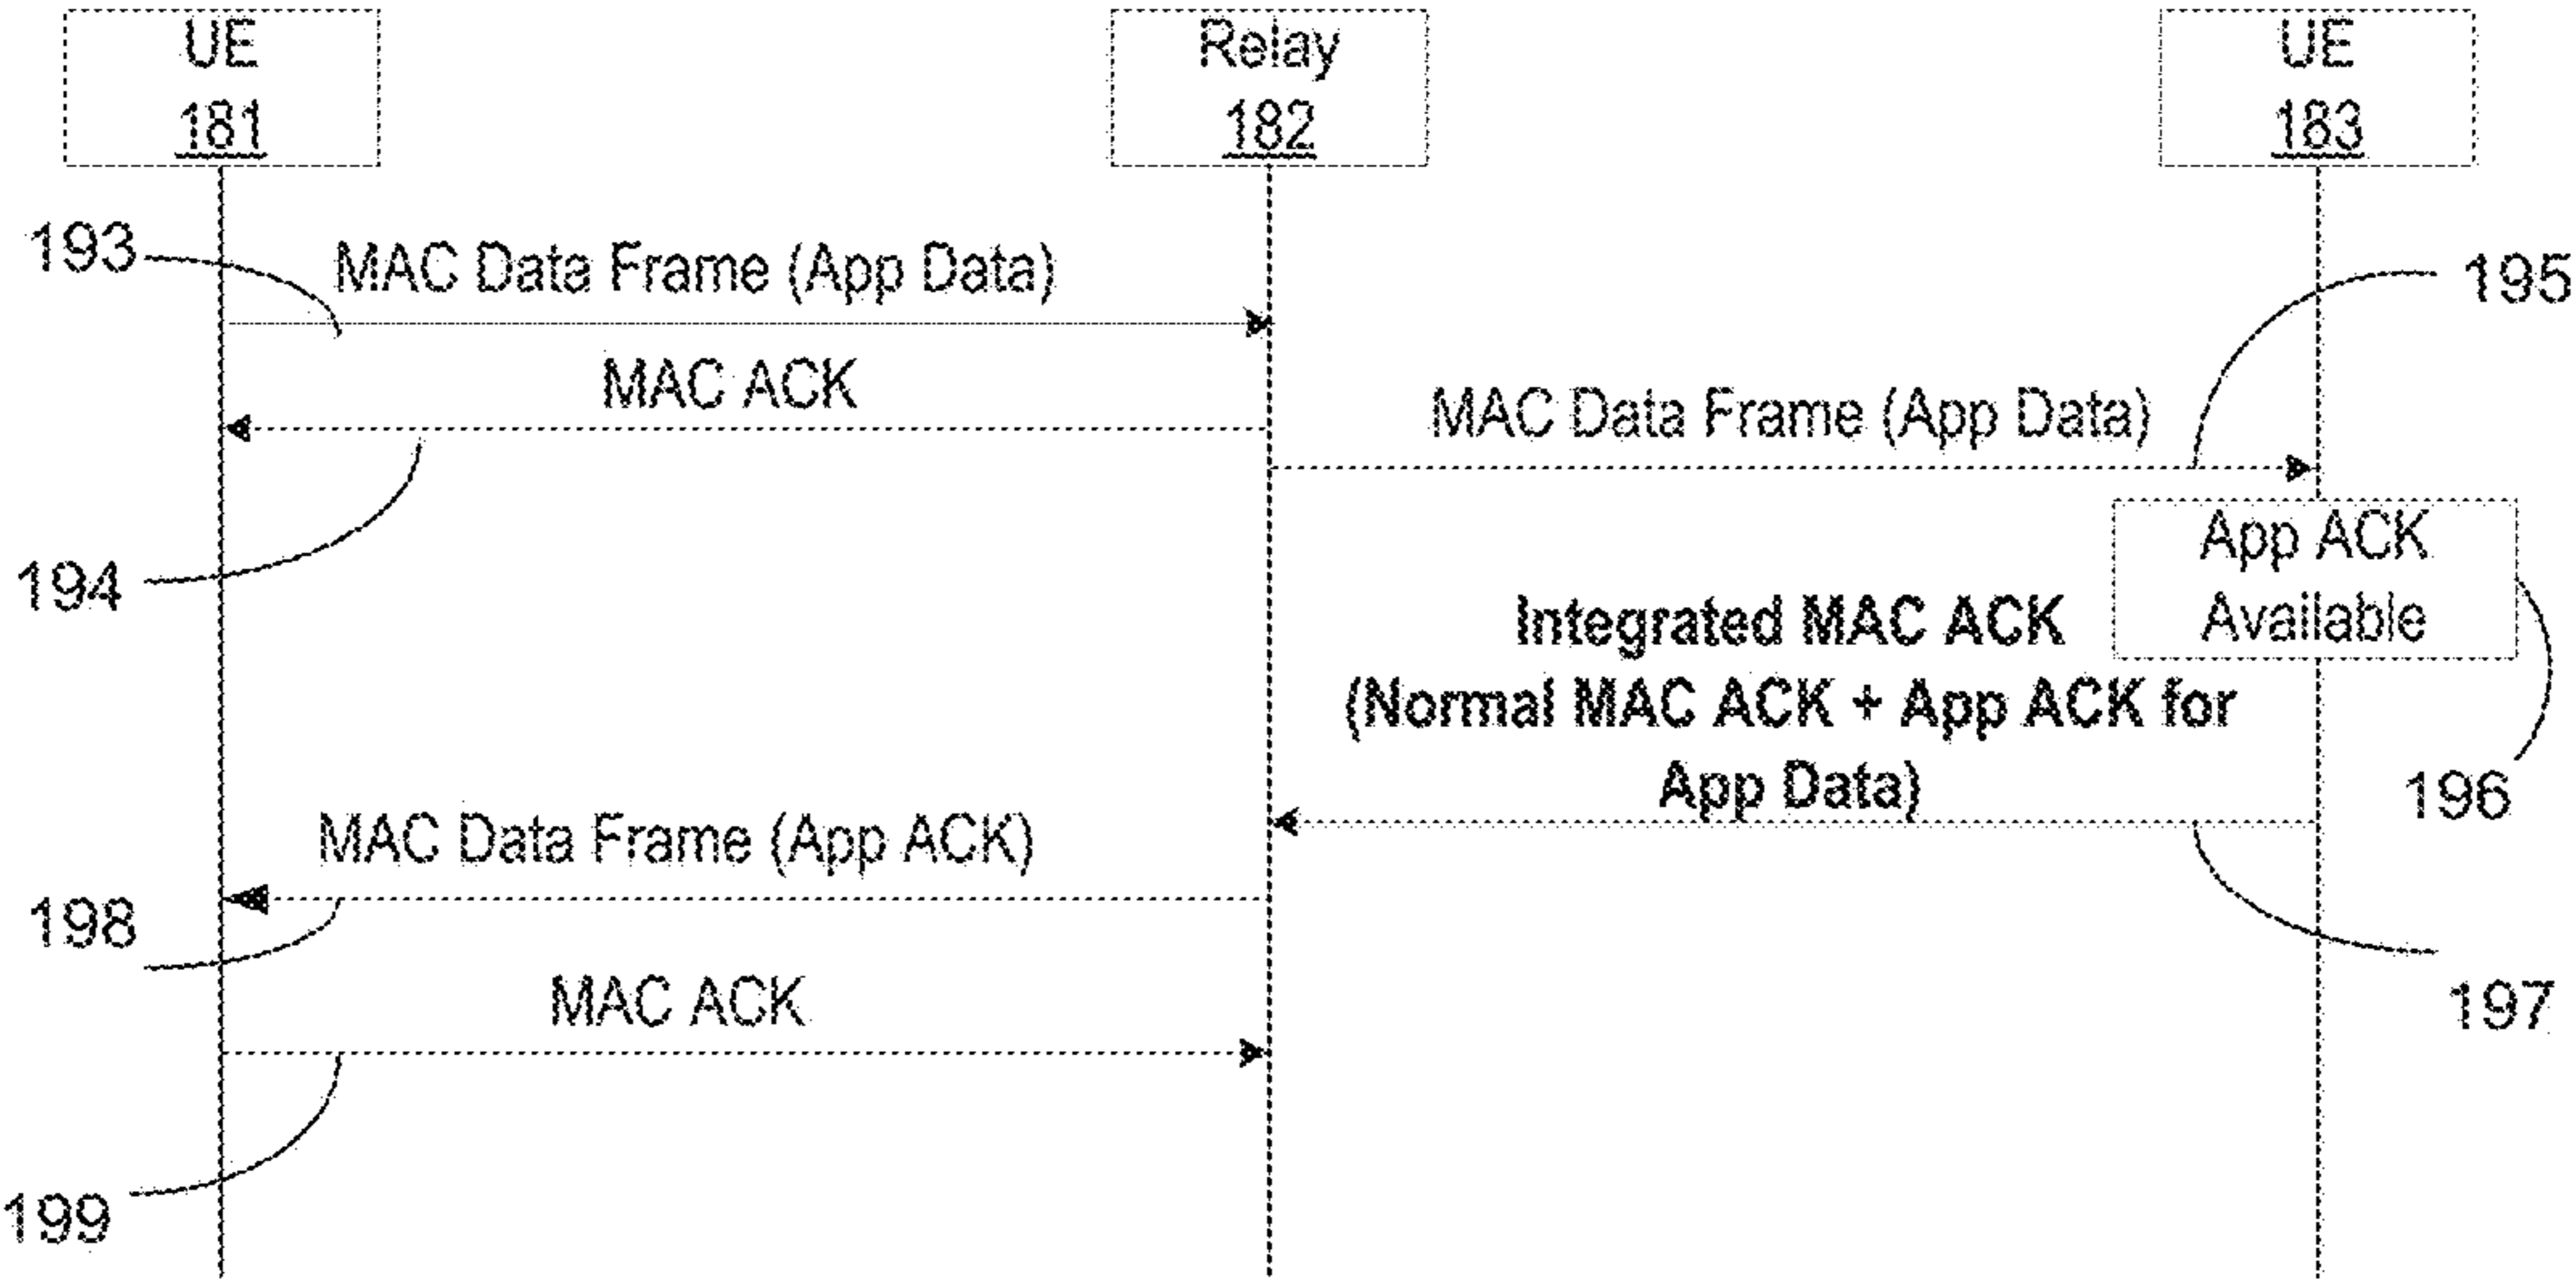 UE
181
Relay
182
UE
183
193
MAC Data Frame (App Data)
195
MAC ACK
MAC Data Frame (App Data)
194
App ACK
Available
Integrated MAC ACK
(Normal MAC ACK + App ACK for
App Data)
196
MAC Data Frame (App ACK)
198
MAC ACK
197
199